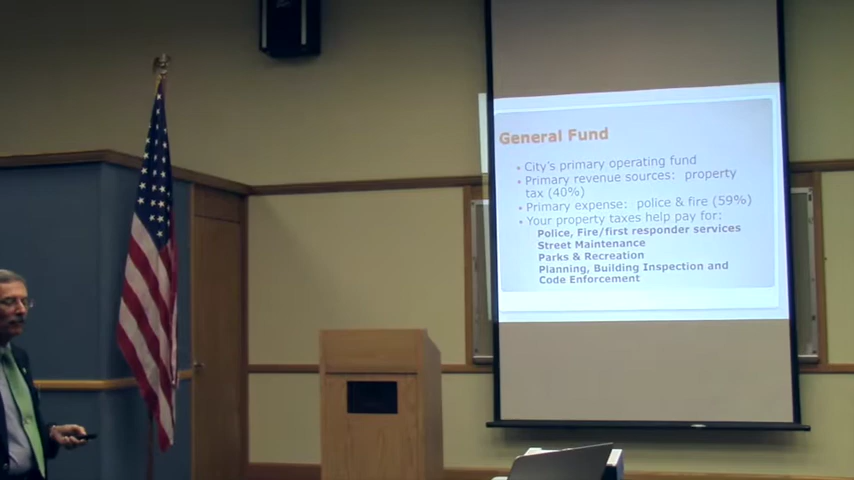 General Fund
• City's primary operating fund
• Primary revenue sources: property
tax (40%)
• Primary expense: police & fire (59%)
• Your property taxes help pay for:
Police, Fire/first responder services
Street Maintenance
Parks & Recreation
Planning, Building Inspection and
Code Enforcement